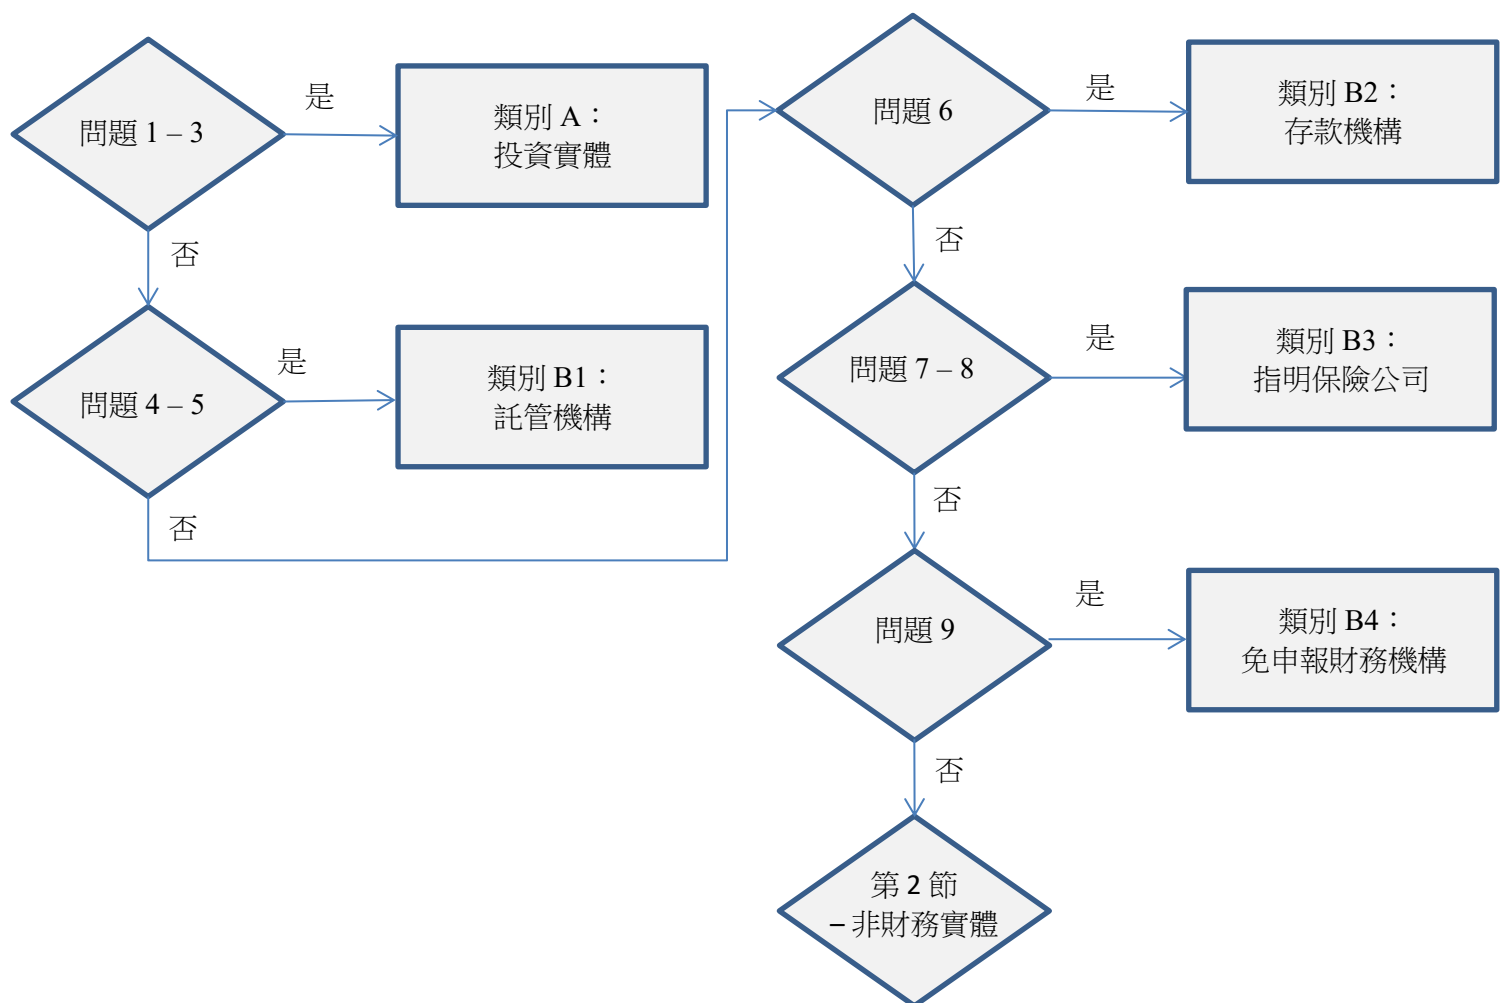 問題 1 – 3
是
類別 A：
投資實體
否
問題 4 – 5
是
類別 B1：
託管機構
否
問題 6
是
類別 B2：
存款機構
否
問題 7 – 8
是
類別 B3：
指明保險公司
否
問題 9
是
類別 B4：
免申報財務機構
否
第 2 節
– 非財務實體